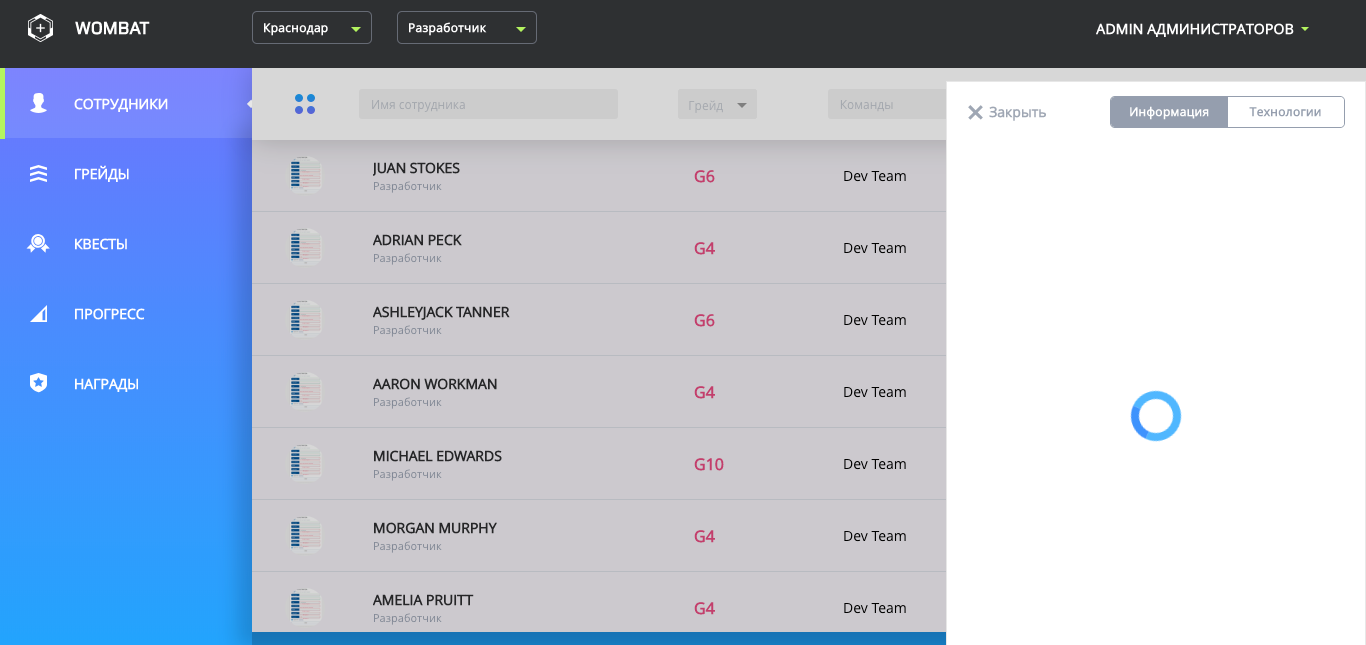 WOMBAT
Краснодар
Разработчик
ADMIN АДМИНИСТРАТОРОВ
СОТРУДНИКИ
ГРЕЙДЫ
КВЕСТЫ
ПРОГРЕСС
НАГРАДЫ
Имя сотрудника
Грейд
Команды
JUAN STOKES
Разработчик
G6
Dev Team
ADRIAN PECK
Разработчик
G4
Dev Team
ASHLEYJACK TANNER
Разработчик
G6
Dev Team
AARON WORKMAN
Разработчик
G4
Dev Team
MICHAEL EDWARDS
Разработчик
G10
Dev Team
MORGAN MURPHY
Разработчик
G4
Dev Team
AMELIA PRUITT
Разработчик
G4
Dev Team
Закрыть
Информация
Технологии